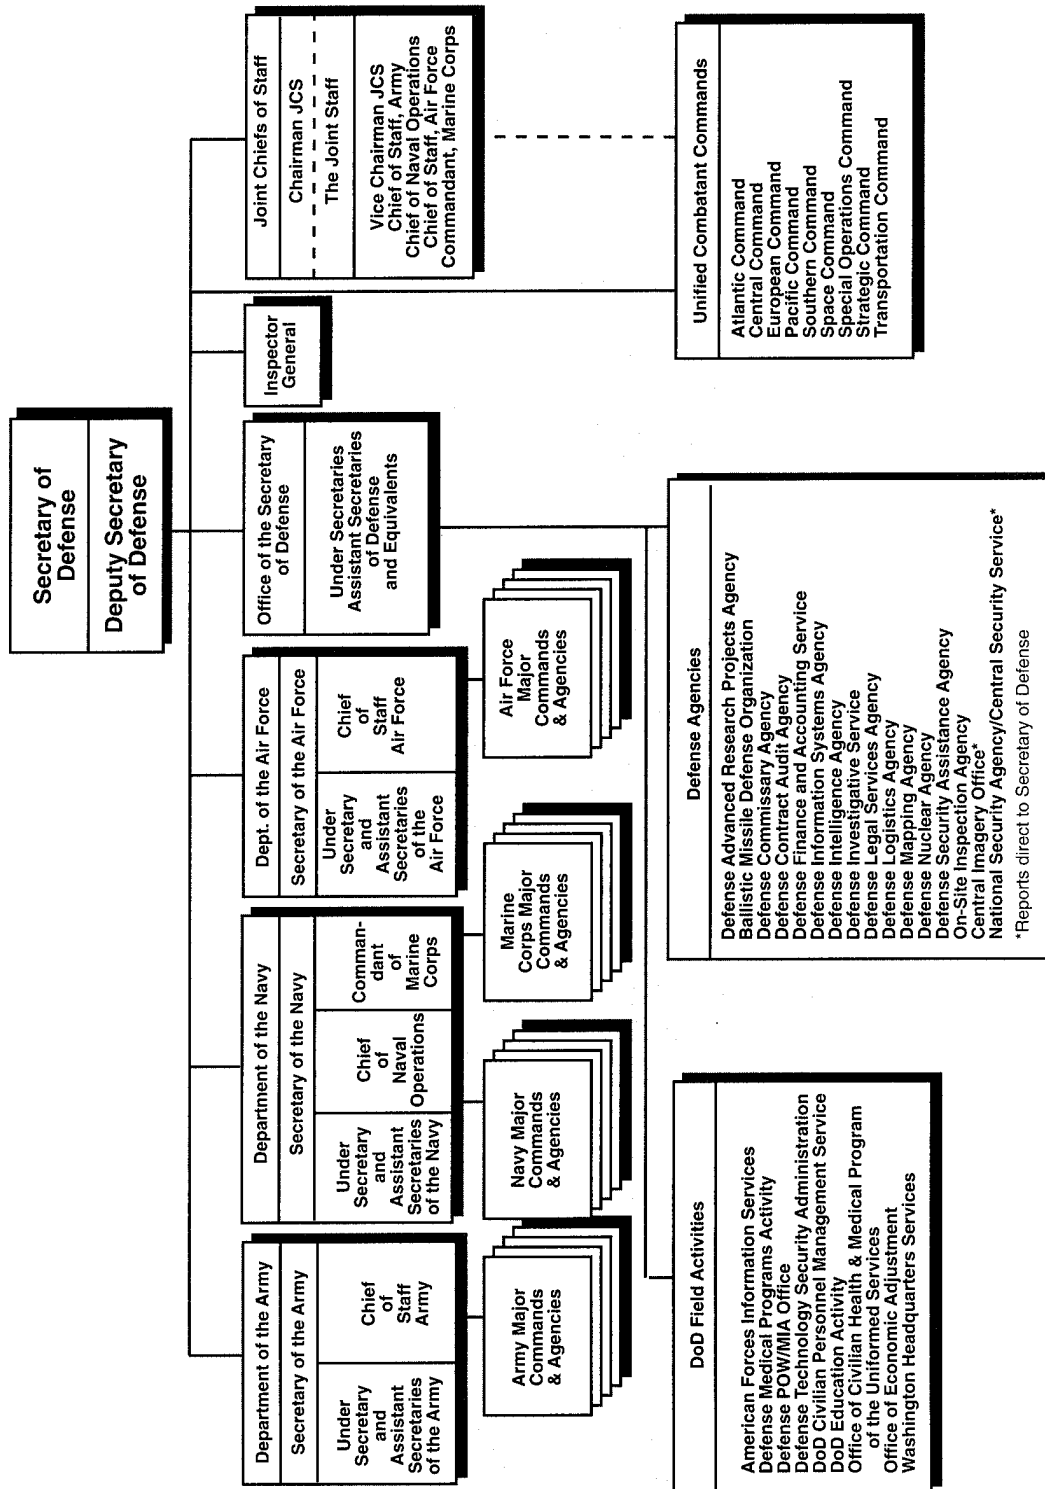 Secretary of
Defense
Deputy Secretary
of Defense
Department of the Army
Secretary of the Army
Under
Secretary
and
Assistant
Secretaries
of the Army
Chief
of
Staff
Army
Army Major
Commands
& Agencies
Department of the Navy
Secretary of the Navy
Under
Secretary
and
Assistant
Secretaries
of the Navy
Chief
of
Naval
Operations
Comman-
dant
of
Marine
Corps
Navy Major
Commands
& Agencies
Marine
Corps Major
Commands
& Agencies
Dept. of the Air Force
Secretary of the Air Force
Under
Secretary
and
Assistant
Secretaries
of the
Air Force
Chief
of
Staff
Air Force
Air Force
Major
Commands
& Agencies
Office of the Secretary
of Defense
Under Secretaries
Assistant Secretaries
of Defense
and Equivalents
Inspector
General
Joint Chiefs of Staff
Chairman JCS
The Joint Staff
Vice Chairman JCS
Chief of Staff, Army
Chief of Naval Operations
Chief of Staff, Air Force
Commandant, Marine Corps
DoD Field Activities
American Forces Information Services
Defense Medical Programs Activity
Defense POW/MIA Office
Defense Technology Security Administration
DoD Civilian Personnel Management Service
DoD Education Activity
Office of Civilian Health & Medical Program
of the Uniformed Services
Office of Economic Adjustment
Washington Headquarters Services
Defense Agencies
Defense Advanced Research Projects Agency
Ballistic Missile Defense Organization
Defense Commissary Agency
Defense Contract Audit Agency
Defense Finance and Accounting Service
Defense Information Systems Agency
Defense Intelligence Agency
Defense Investigative Service
Defense Legal Services Agency
Defense Logistics Agency
Defense Mapping Agency
Defense Nuclear Agency
Defense Security Assistance Agency
On-Site Inspection Agency
Central Imagery Office*
National Security Agency/Central Security Service*
*Reports direct to Secretary of Defense
Unified Combatant Commands
Atlantic Command
Central Command
European Command
Pacific Command
Southern Command
Space Command
Special Operations Command
Strategic Command
Transportation Command